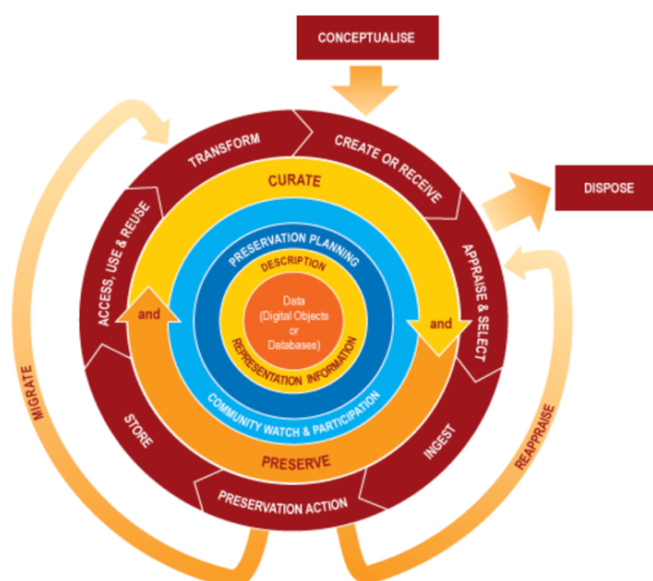 CONCEPTUALISE
TRANSFORM
CREATE OR RECEIVE
DISPOSE
CURATE
ACCESS, USE & REUSE
APPRAISE & SELECT
PRESERVATION PLANNING
DESCRIPTION
Data
(Digital Objects
or
Databases)
and
and
REPRESENTATION INFORMATION
COMMUNITY WATCH & PARTICIPATION
MIGRATE
STORE
INGEST
REAPPRAISE
PRESERVE
PRESERVATION ACTION